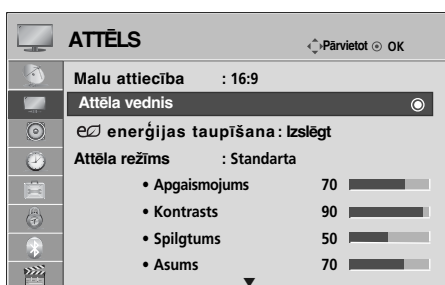 ATTĒLS Pārvietot OK
Malu attiecība : 16:9
Attēla vednis
eco enerģijas taupīšana : Izslēgt
Attēla režīms : Standarta
• Apgaismojums 70
• Kontrasts 90
• Spilgtums 50
• Asums 70